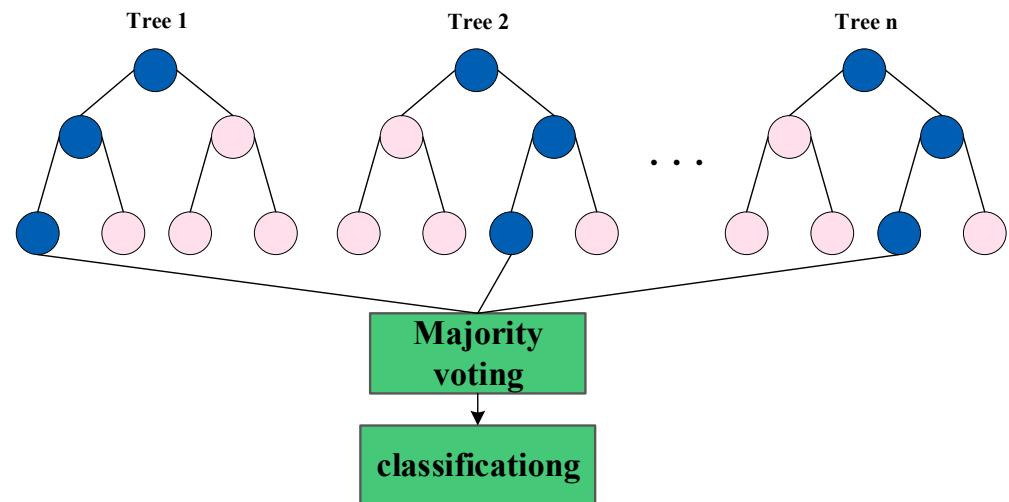 Tree 1
Tree 2
Tree n
. . .
Majority
voting
classificationg